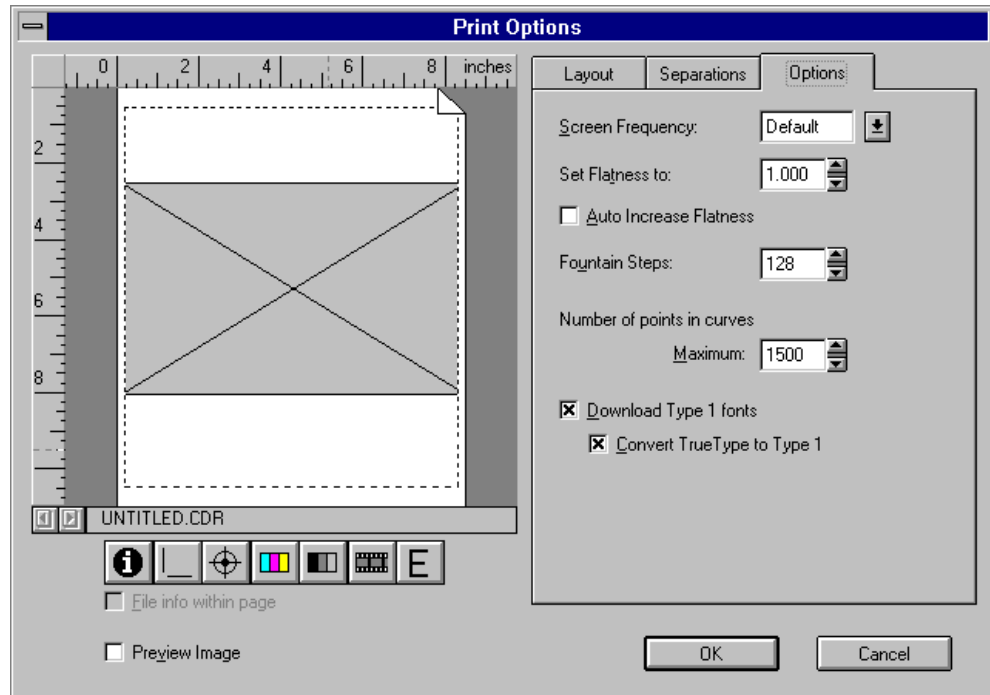 Print Options
0 2 4 6 8 inches
2
4
6
8
UNTITLED.CDR
E
File info within page
Preview Image
Layout Separations Options
Screen Frequency: Default
Set Flatness to: 1.000
Auto Increase Flatness
Fountain Steps: 128
Number of points in curves
Maximum: 1500
Download Type 1 fonts
Convert TrueType to Type 1
OK Cancel